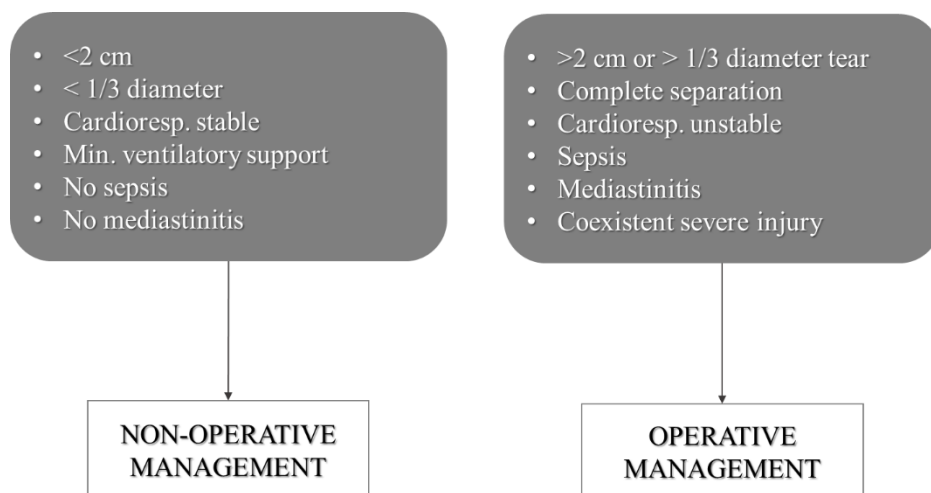 • <2 cm
• < 1/3 diameter
• Cardioresp. stable
• Min. ventilatory support
• No sepsis
• No mediastinitis
NON-OPERATIVE
MANAGEMENT
• >2 cm or > 1/3 diameter tear
• Complete separation
• Cardioresp. unstable
• Sepsis
• Mediastinitis
• Coexistent severe injury
OPERATIVE
MANAGEMENT